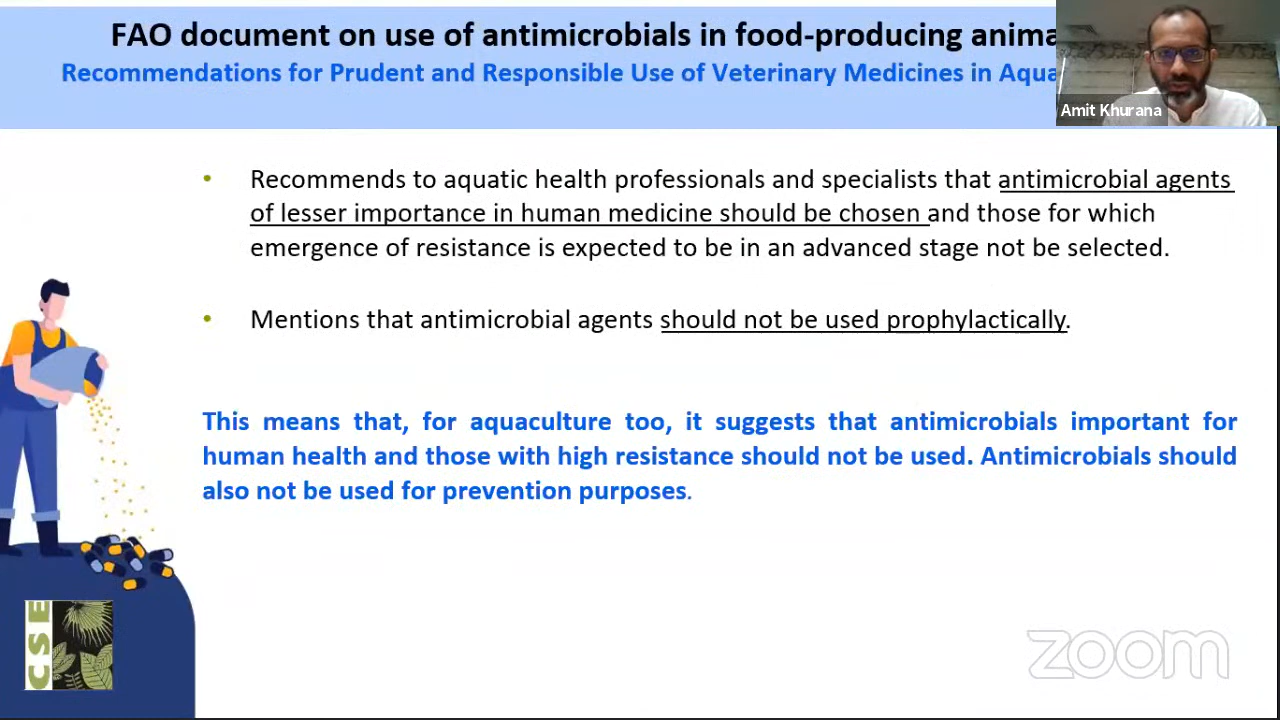 FAO document on use of antimicrobials in food-producing anima
Recommendations for Prudent and Responsible Use of Veterinary Medicines in Aqua
Amit Khurana
• Recommends to aquatic health professionals and specialists that antimicrobial agents
of lesser importance in human medicine should be chosen and those for which
emergence of resistance is expected to be in an advanced stage not be selected.
• Mentions that antimicrobial agents should not be used prophylactically.
This means that, for aquaculture too, it suggests that antimicrobials important for
human health and those with high resistance should not be used. Antimicrobials should
also not be used for prevention purposes.
CSE
zoom